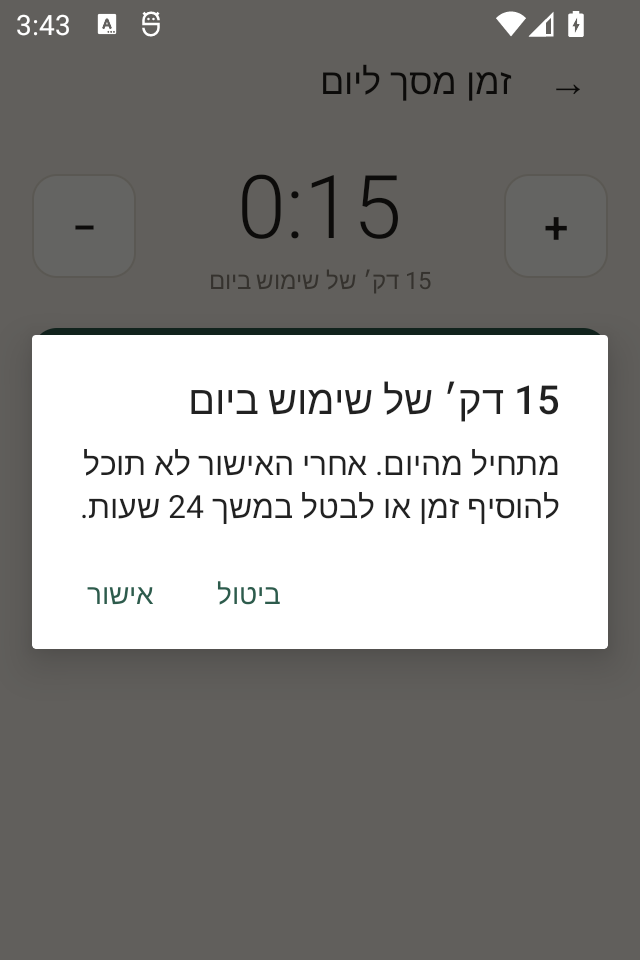 3:43
זמן מסך ליום →
+ 0:15 −
15 דק׳ של שימוש ביום
15 דק׳ של שימוש ביום
מתחיל מהיום. אחרי האישור לא תוכל
להוסיף זמן או לבטל במשך 24 שעות.
ביטול אישור